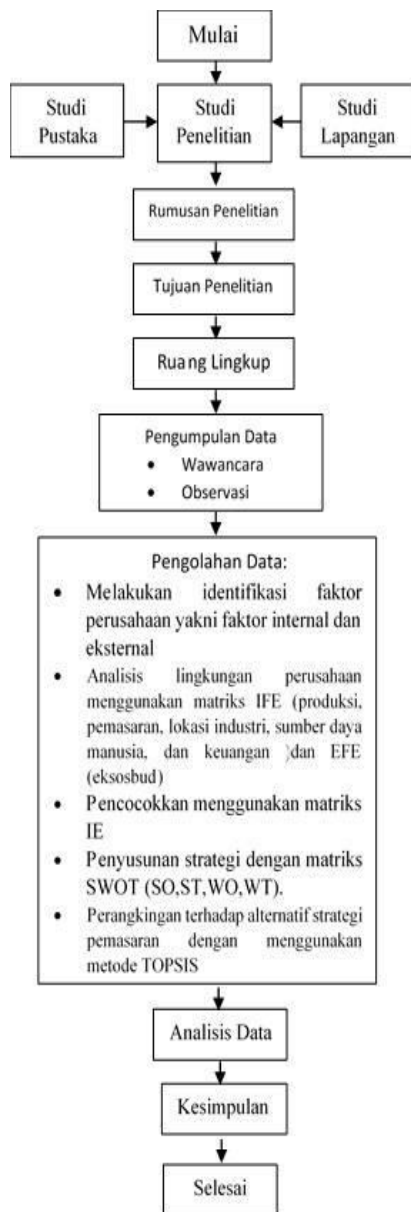 Mulai
Studi
Pustaka
Studi
Penelitian
Studi
Lapangan
Rumusan Penelitian
Tujuan Penelitian
Ruang Lingkup
Pengumpulan Data
• Wawancara
• Observasi
Pengolahan Data:
• Melakukan identifikasi faktor
perusahaan yakni faktor internal dan
eksternal
• Analisis lingkungan perusahaan
menggunakan matriks IFE (produksi,
pemasaran, lokasi industri, sumber daya
manusia, dan keuangan )dan EFE
(eksosbud)
• Pencocokkan menggunakan matriks
IE
• Penyusunan strategi dengan matriks
SWOT (SO,ST,WO,WT).
• Perangkingan terhadap alternatif strategi
pemasaran dengan menggunakan
metode TOPSIS
Analisis Data
Kesimpulan
Selesai